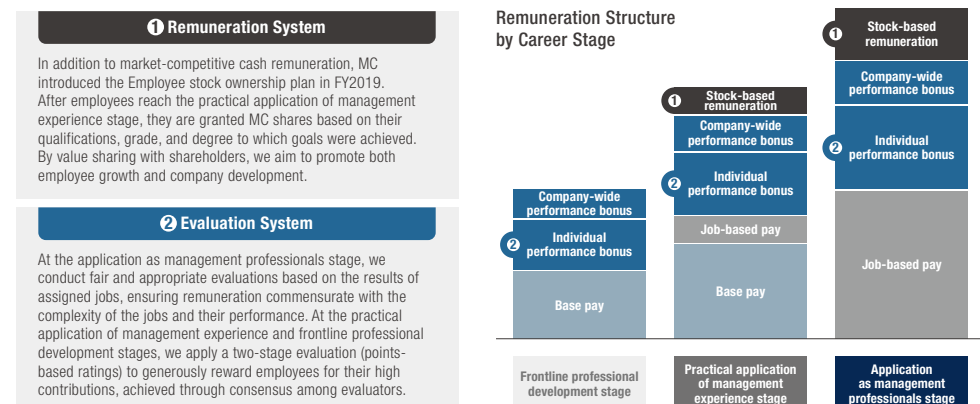 ❶ Remuneration System
In addition to market-competitive cash remuneration, MC
introduced the Employee stock ownership plan in FY2019.
After employees reach the practical application of management
experience stage, they are granted MC shares based on their
qualifications, grade, and degree to which goals were achieved.
By value sharing with shareholders, we aim to promote both
employee growth and company development.
❷ Evaluation System
At the application as management professionals stage, we
conduct fair and appropriate evaluations based on the results of
assigned jobs, ensuring remuneration commensurate with the
complexity of the jobs and their performance. At the practical
application of management experience and frontline professional
development stages, we apply a two-stage evaluation (points-
based ratings) to generously reward employees for their high
contributions, achieved through consensus among evaluators.
Remuneration Structure
by Career Stage
Company-wide
performance bonus
❷ Individual
performance bonus
Base pay
Frontline professional
development stage
❶ Stock-based
remuneration
Company-wide
performance bonus
❷ Individual
performance bonus
Job-based pay
Base pay
Practical application
of management
experience stage
❶ Stock-based
remuneration
Company-wide
performance bonus
❷ Individual
performance bonus
Job-based pay
Application
as management
professionals stage